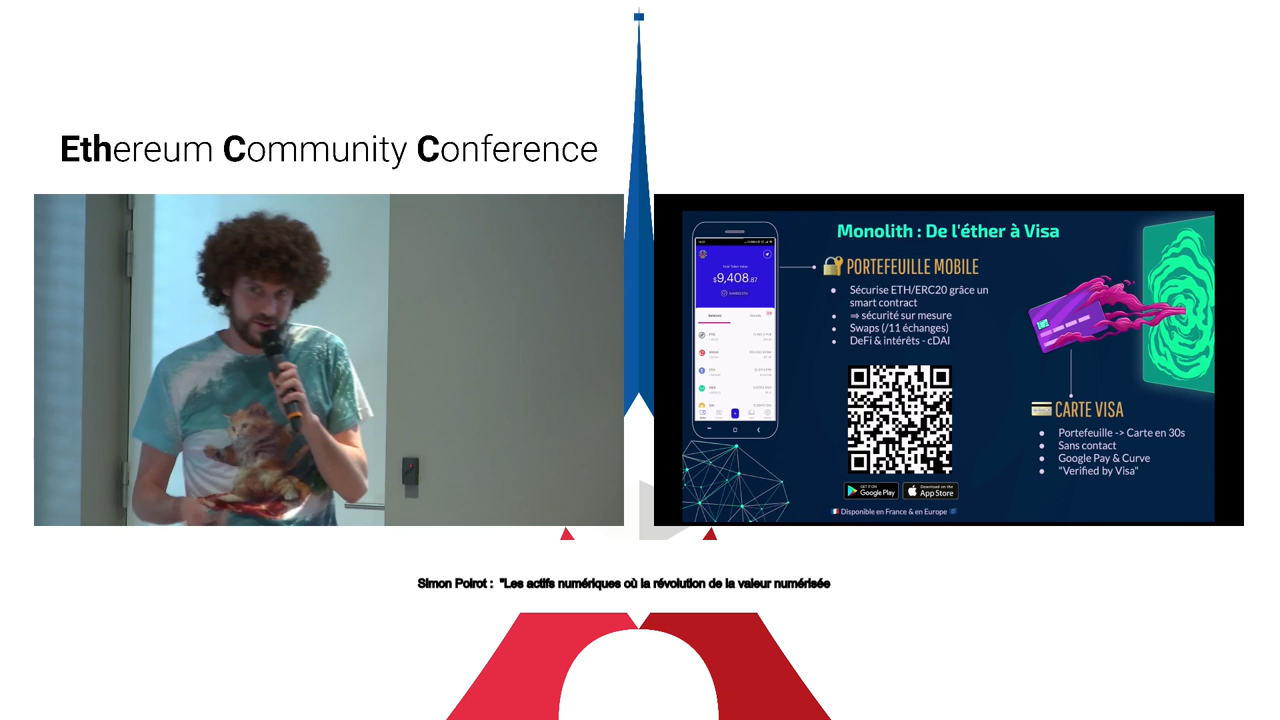 Ethereum Community Conference
Monolith : De l'éther à Visa
PORTEFEUILLE MOBILE
Sécurise ETH/ERC20 grâce un
smart contract
⇒ sécurité sur mesure
Swaps (/11 échanges)
DeFi & intérêts - cDAI
$9,408.87
GET IT ON
Google Play
Download on the
App Store
Disponible en France & en Europe
CARTE VISA
Portefeuille -> Carte en 30s
Sans contact
Google Pay & Curve
"Verified by Visa"
Simon Poirot : "Les actifs numériques où la révolution de la valeur numérisée